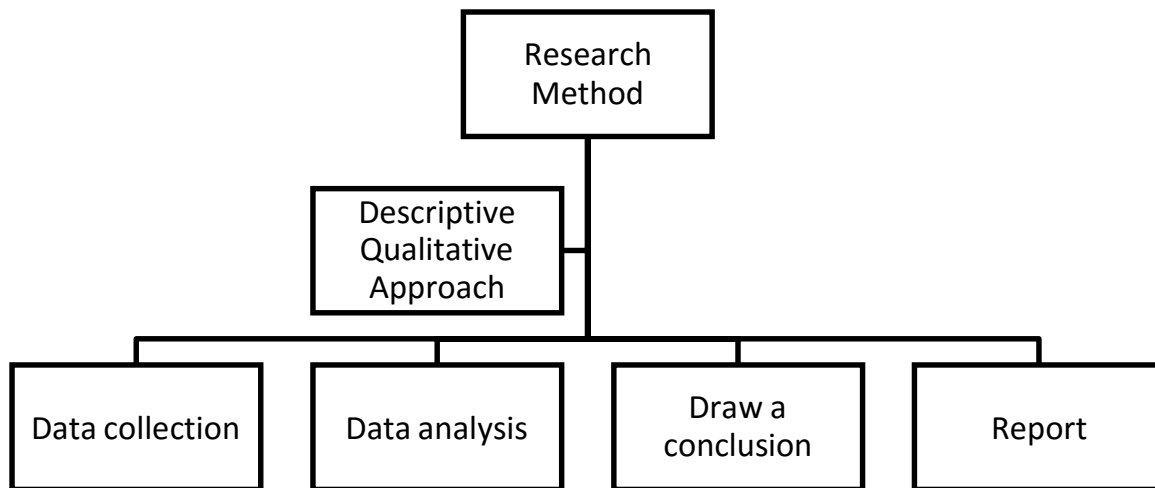 Research
Method
Descriptive
Qualitative
Approach
Data collection
Data analysis
Draw a
conclusion
Report